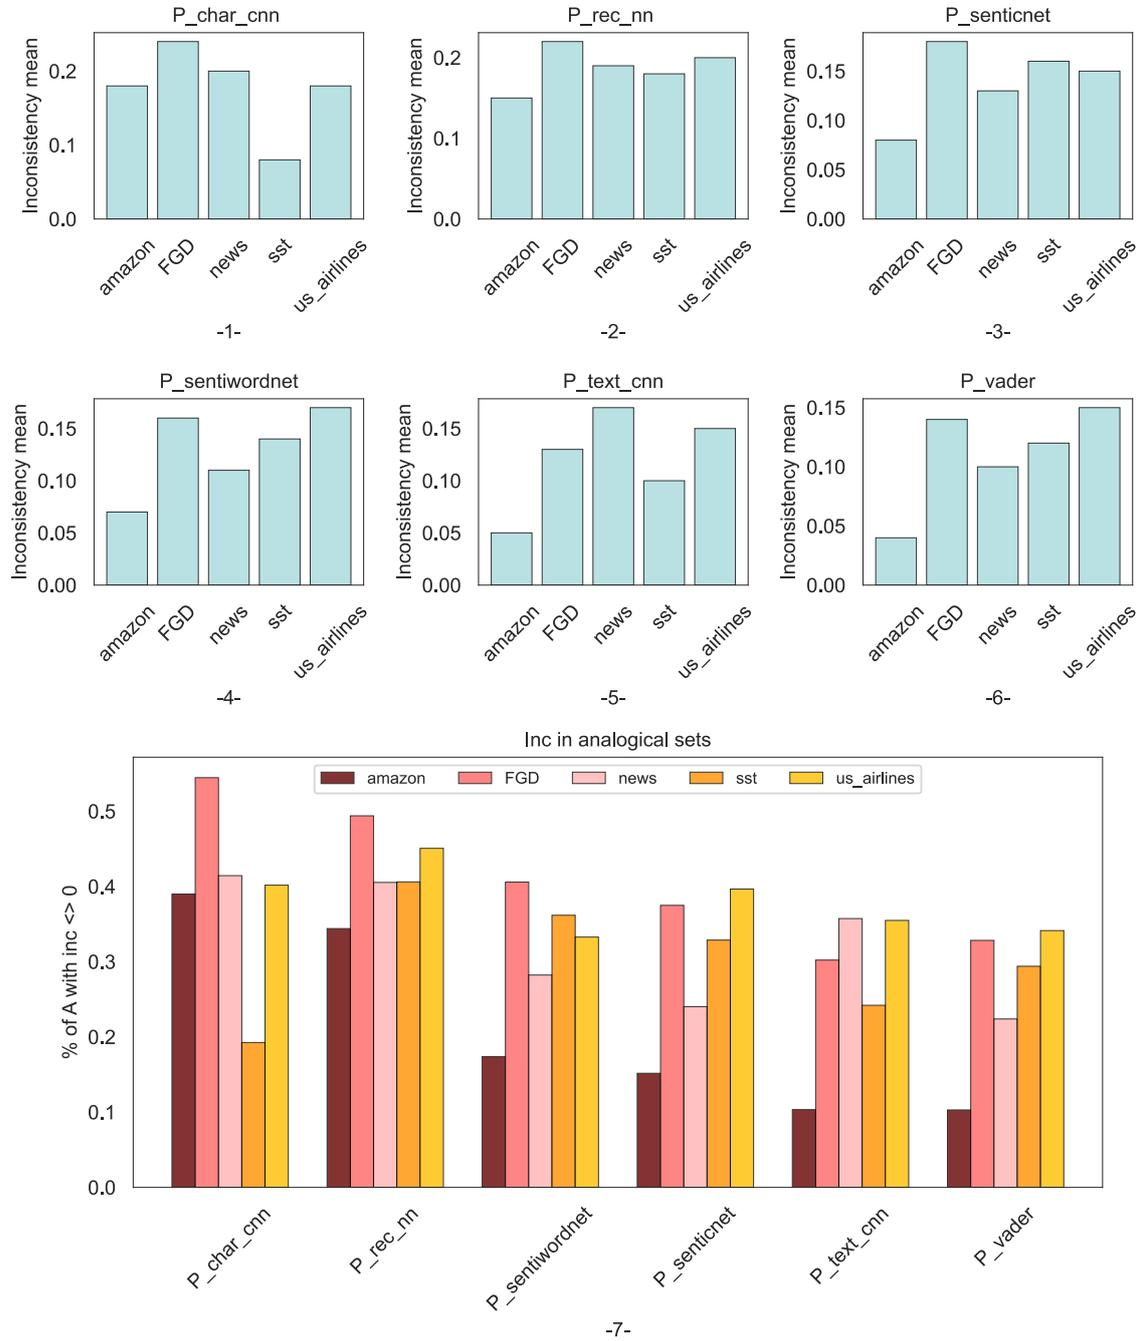 P_char_cnn
Inconsistency mean
0.2
0.1
0.0
amazon
FGD
news
sst
us_airlines
-1-
P_rec_nn
Inconsistency mean
0.2
0.1
0.0
amazon
FGD
news
sst
us_airlines
-2-
P_senticnet
Inconsistency mean
0.15
0.10
0.05
0.00
amazon
FGD
news
sst
us_airlines
-3-
P_sentiwordnet
Inconsistency mean
0.15
0.10
0.05
0.00
amazon
FGD
news
sst
us_airlines
-4-
P_text_cnn
Inconsistency mean
0.15
0.10
0.05
0.00
amazon
FGD
news
sst
us_airlines
-5-
P_vader
Inconsistency mean
0.15
0.10
0.05
0.00
amazon
FGD
news
sst
us_airlines
-6-
Inc in analogical sets
amazon FGD news sst us_airlines
% of A with inc <> 0
0.5
0.4
0.3
0.2
0.1
0.0
P_char_cnn
P_rec_nn
P_sentiwordnet
P_senticnet
P_text_cnn
P_vader
-7-